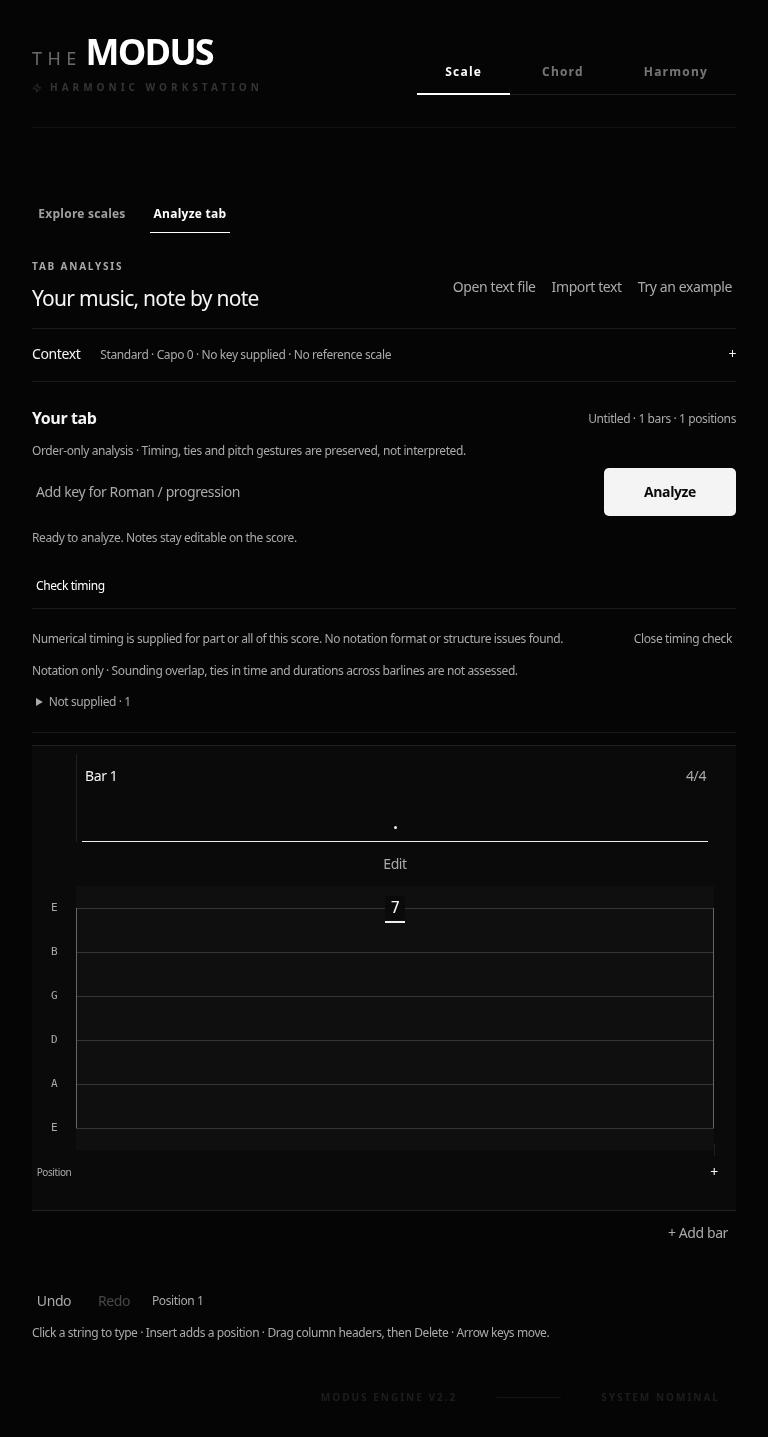 THE MODUS
HARMONIC WORKSTATION
Scale Chord Harmony
Explore scales Analyze tab
TAB ANALYSIS
Your music, note by note
Open text file Import text Try an example
Context Standard · Capo 0 · No key supplied · No reference scale +
Your tab
Untitled · 1 bars · 1 positions
Order-only analysis · Timing, ties and pitch gestures are preserved, not interpreted.
Add key for Roman / progression
Analyze
Ready to analyze. Notes stay editable on the score.
Check timing
Numerical timing is supplied for part or all of this score. No notation format or structure issues found.
Close timing check
Notation only · Sounding overlap, ties in time and durations across barlines are not assessed.
Not supplied · 1
Bar 1 4/4
·
Edit
E 7
B
G
D
A
E
Position +
+ Add bar
Undo Redo Position 1
Click a string to type · Insert adds a position · Drag column headers, then Delete · Arrow keys move.
MODUS ENGINE V2.2 SYSTEM NOMINAL